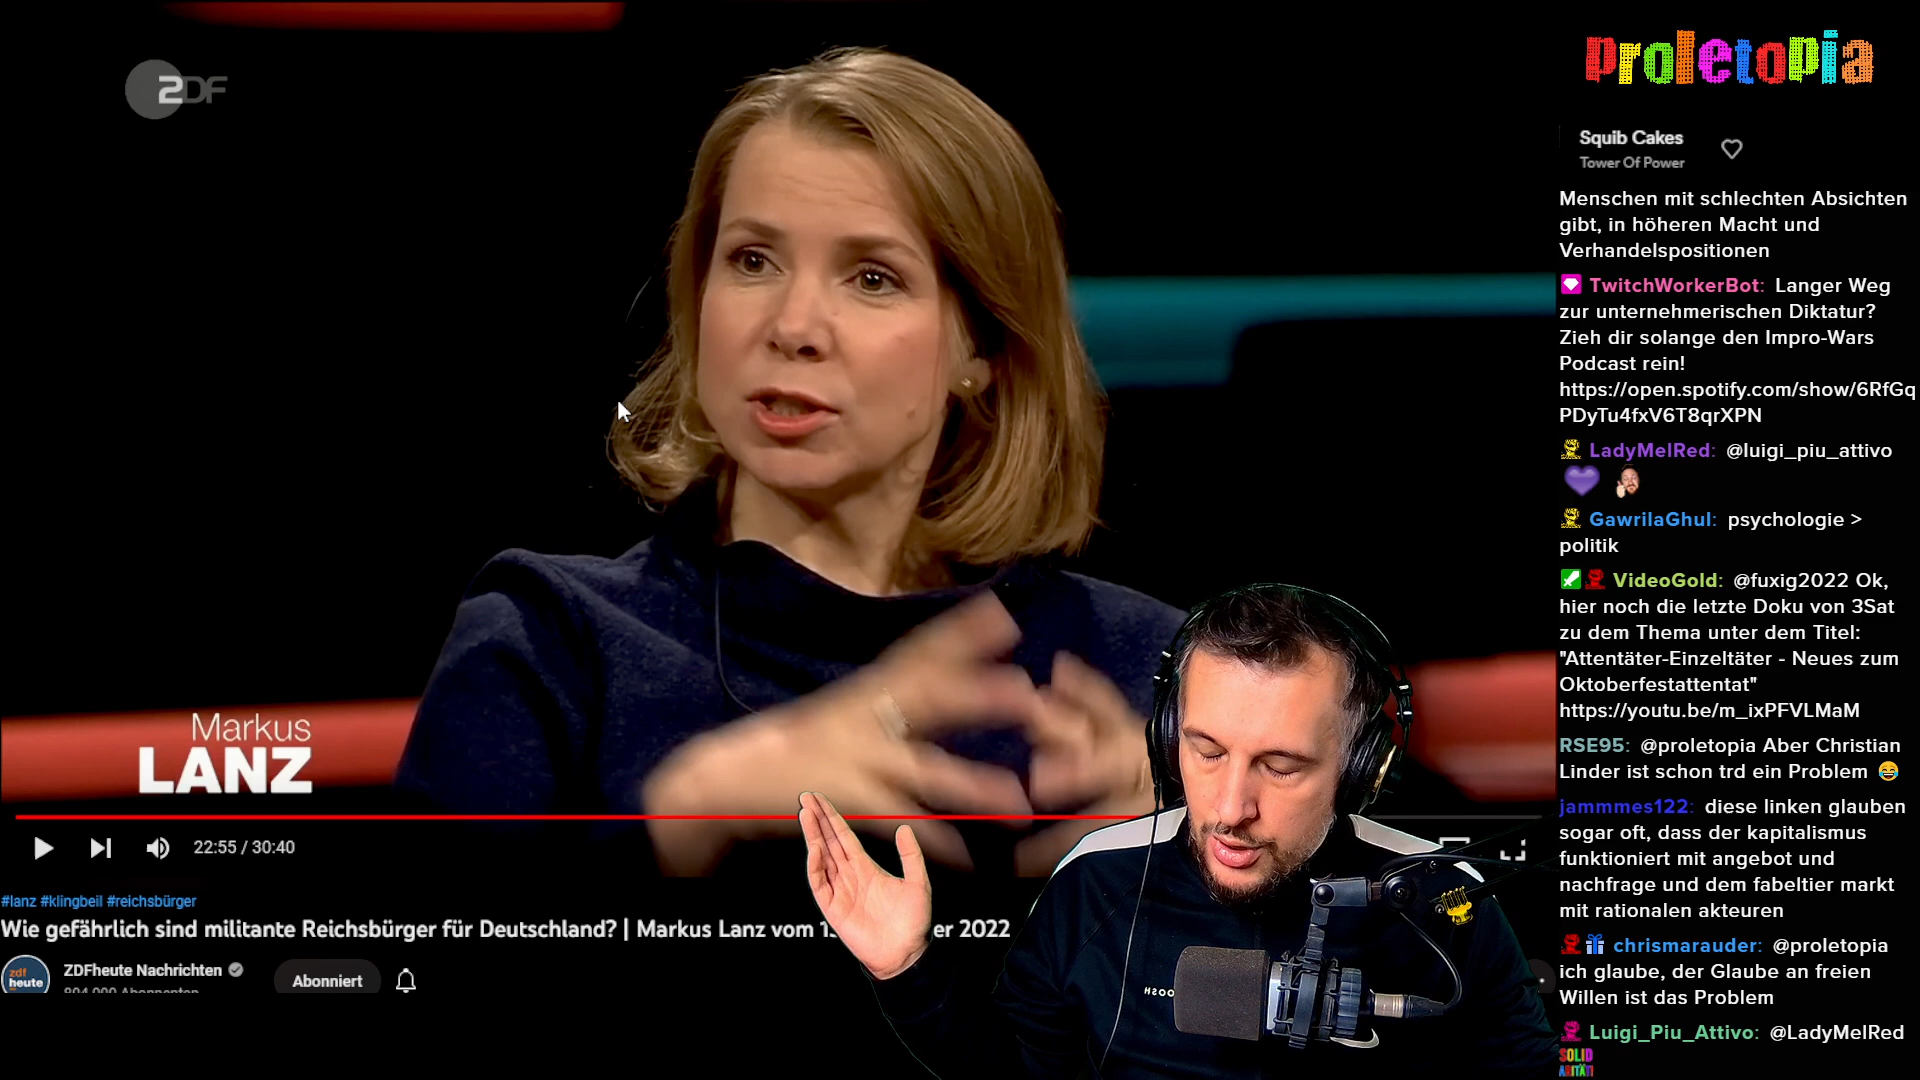 2DF
Markus
LANZ
22:55 / 30:40
#lanz #klingbeil #reichsbürger
Wie gefährlich sind militante Reichsbürger für Deutschland? | Markus Lanz vom er 2022
zdf
heute
ZDFheute Nachrichten
Abonniert
HSOOH
Proletopia
Squib Cakes
Tower Of Power
Menschen mit schlechten Absichten
gibt, in höheren Macht und
Verhandelspositionen
TwitchWorkerBot: Langer Weg
zur unternehmerischen Diktatur?
Zieh dir solange den Impro-Wars
Podcast rein!
https://open.spotify.com/show/6RfGq
PDyTu4fxV6T8qrXPN
LadyMelRed: @luigi_piu_attivo
GawrilaGhul: psychologie >
politik
VideoGold: @fuxig2022 Ok,
hier noch die letzte Doku von 3Sat
zu dem Thema unter dem Titel:
"Attentäter-Einzeltäter - Neues zum
Oktoberfestattentat"
https://youtu.be/m_ixPFVLMaM
RSE95: @proletopia Aber Christian
Linder ist schon trd ein Problem 😂
jammmes122: diese linken glauben
sogar oft, dass der kapitalismus
funktioniert mit angebot und
nachfrage und dem fabeltier markt
mit rationalen akteuren
chrismarauder: @proletopia
ich glaube, der Glaube an freien
Willen ist das Problem
Luigi_Piu_Attivo: @LadyMelRed
SOLID
ARITÄT!